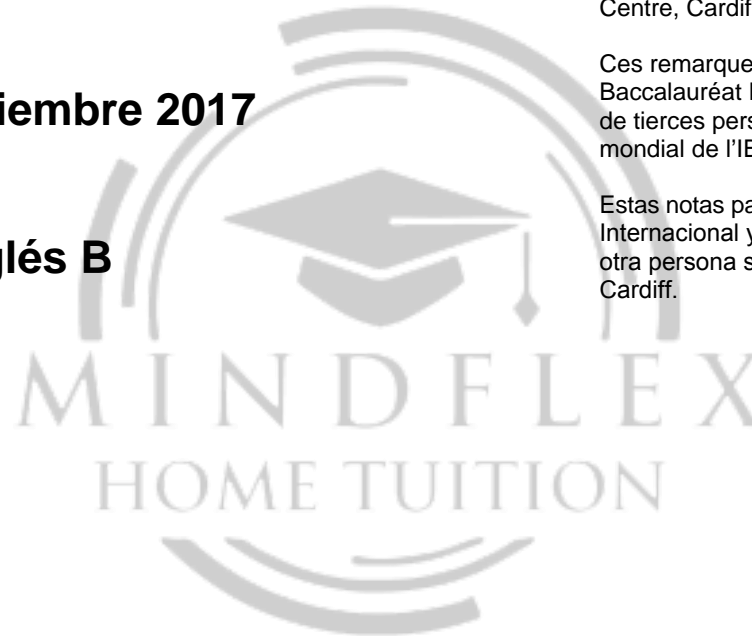 iembre 2017
glés B
Centre, Cardif
Ces remarque
Baccalauréat
de tierces pers
mondial de l'IE
Estas notas pa
Internacional y
otra persona s
Cardiff.
MINDFLEX
HOME TUITION